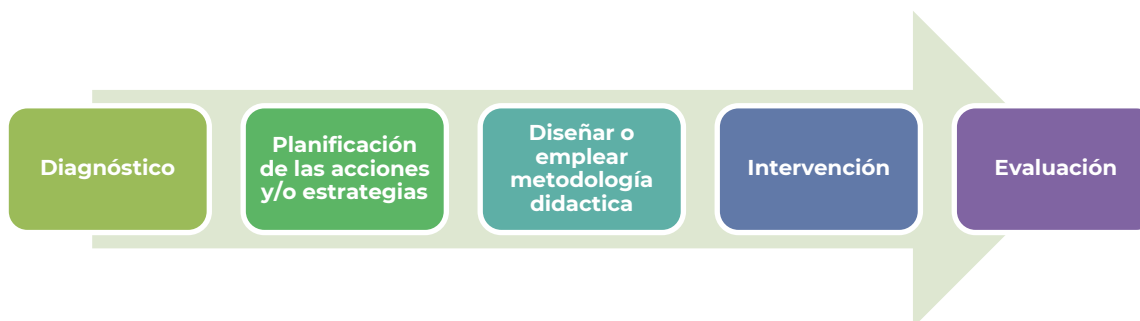 Diagnóstico
Planificación
de las acciones
y/o estrategias
Diseñar o
emplear
metodología
didactica
Intervención
Evaluación